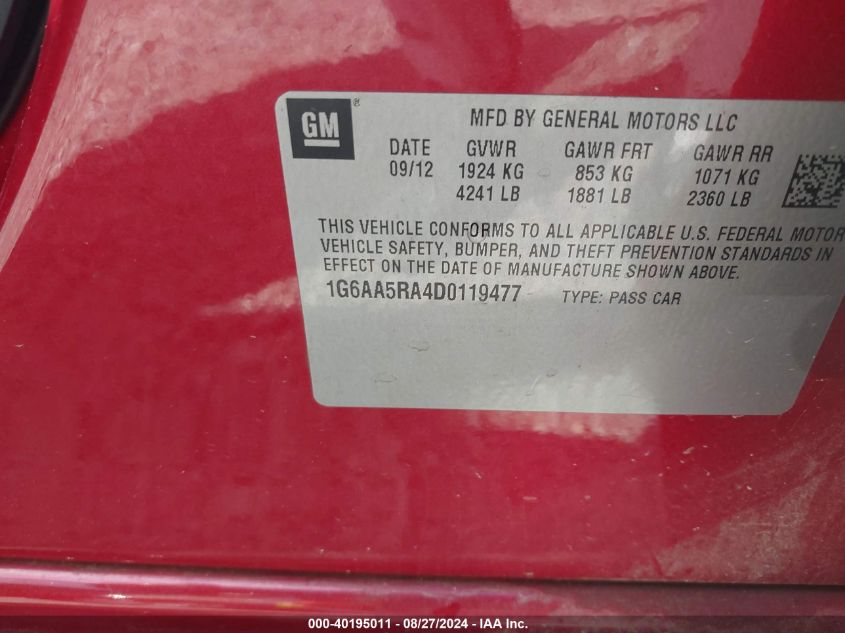 GM ®
MFD BY GENERAL MOTORS LLC
DATE GVWR GAWR FRT GAWR RR
09/12 1924 KG 853 KG 1071 KG
4241 LB 1881 LB 2360 LB
THIS VEHICLE CONFORMS TO ALL APPLICABLE U.S. FEDERAL MOTOR
VEHICLE SAFETY, BUMPER, AND THEFT PREVENTION STANDARDS IN
EFFECT ON THE DATE OF MANUFACTURE SHOWN ABOVE.
1G6AA5RA4D0119477 TYPE: PASS CAR
000-40195011 - 08/27/2024 - IAA Inc.